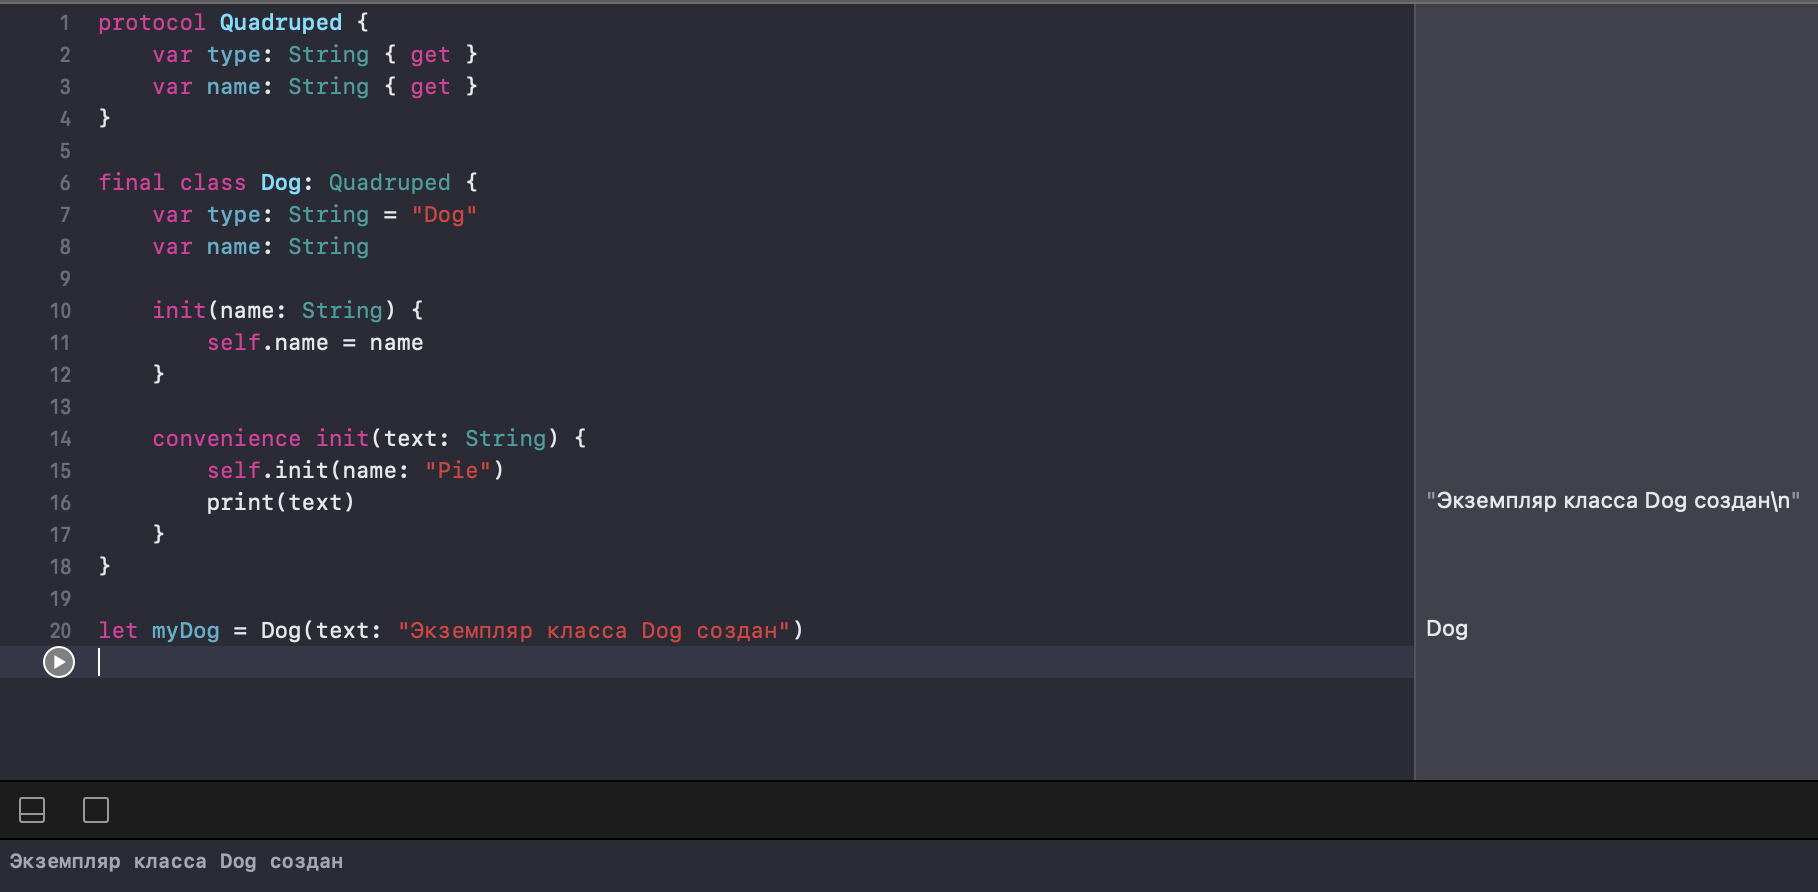 1 protocol Quadruped {
2 var type: String { get }
3 var name: String { get }
4 }
5
6 final class Dog: Quadruped {
7 var type: String = "Dog"
8 var name: String
9
10 init(name: String) {
11 self.name = name
12 }
13
14 convenience init(text: String) {
15 self.init(name: "Pie")
16 print(text)
"Экземпляр класса Dog создан\n"
17 }
18 }
19
20 let myDog = Dog(text: "Экземпляр класса Dog создан")
Dog
Экземпляр класса Dog создан